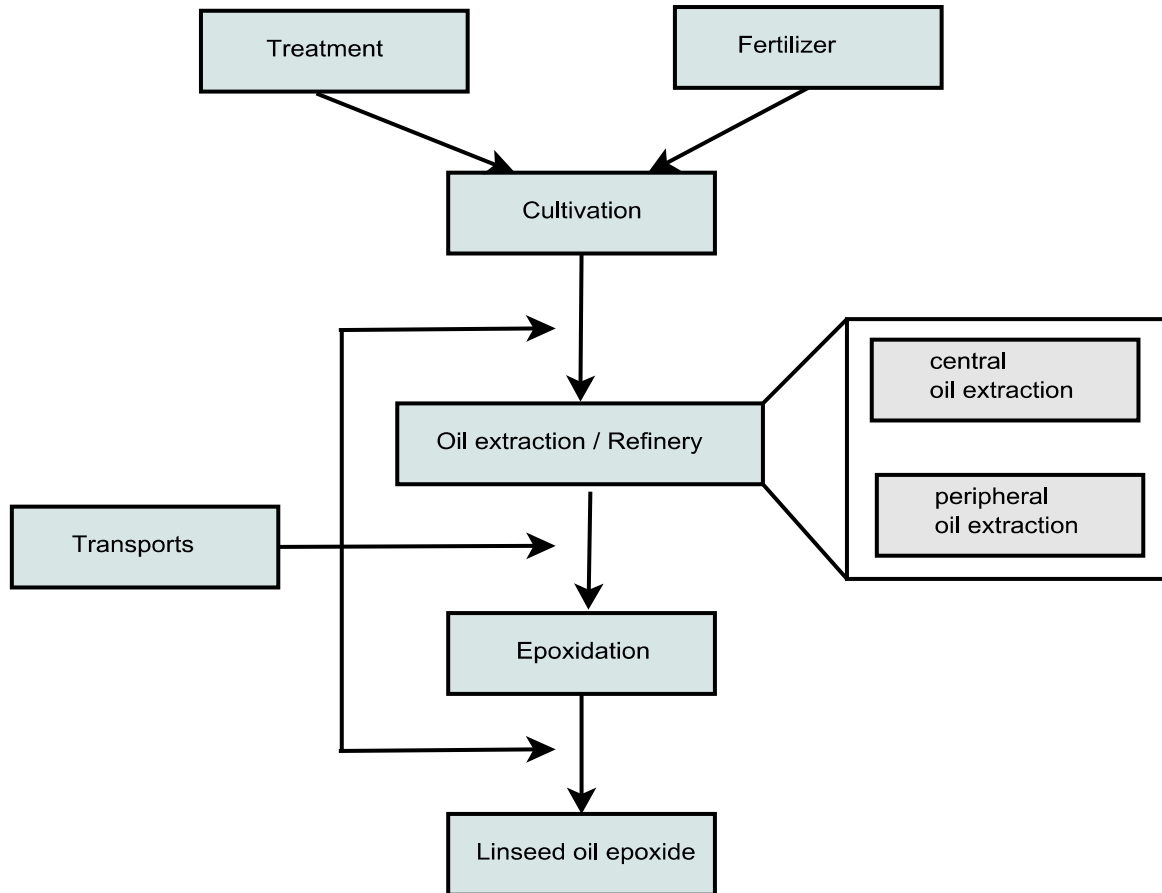 Treatment
Fertilizer
Cultivation
central
oil extraction
Oil extraction / Refinery
peripheral
oil extraction
Transports
Epoxidation
Linseed oil epoxide